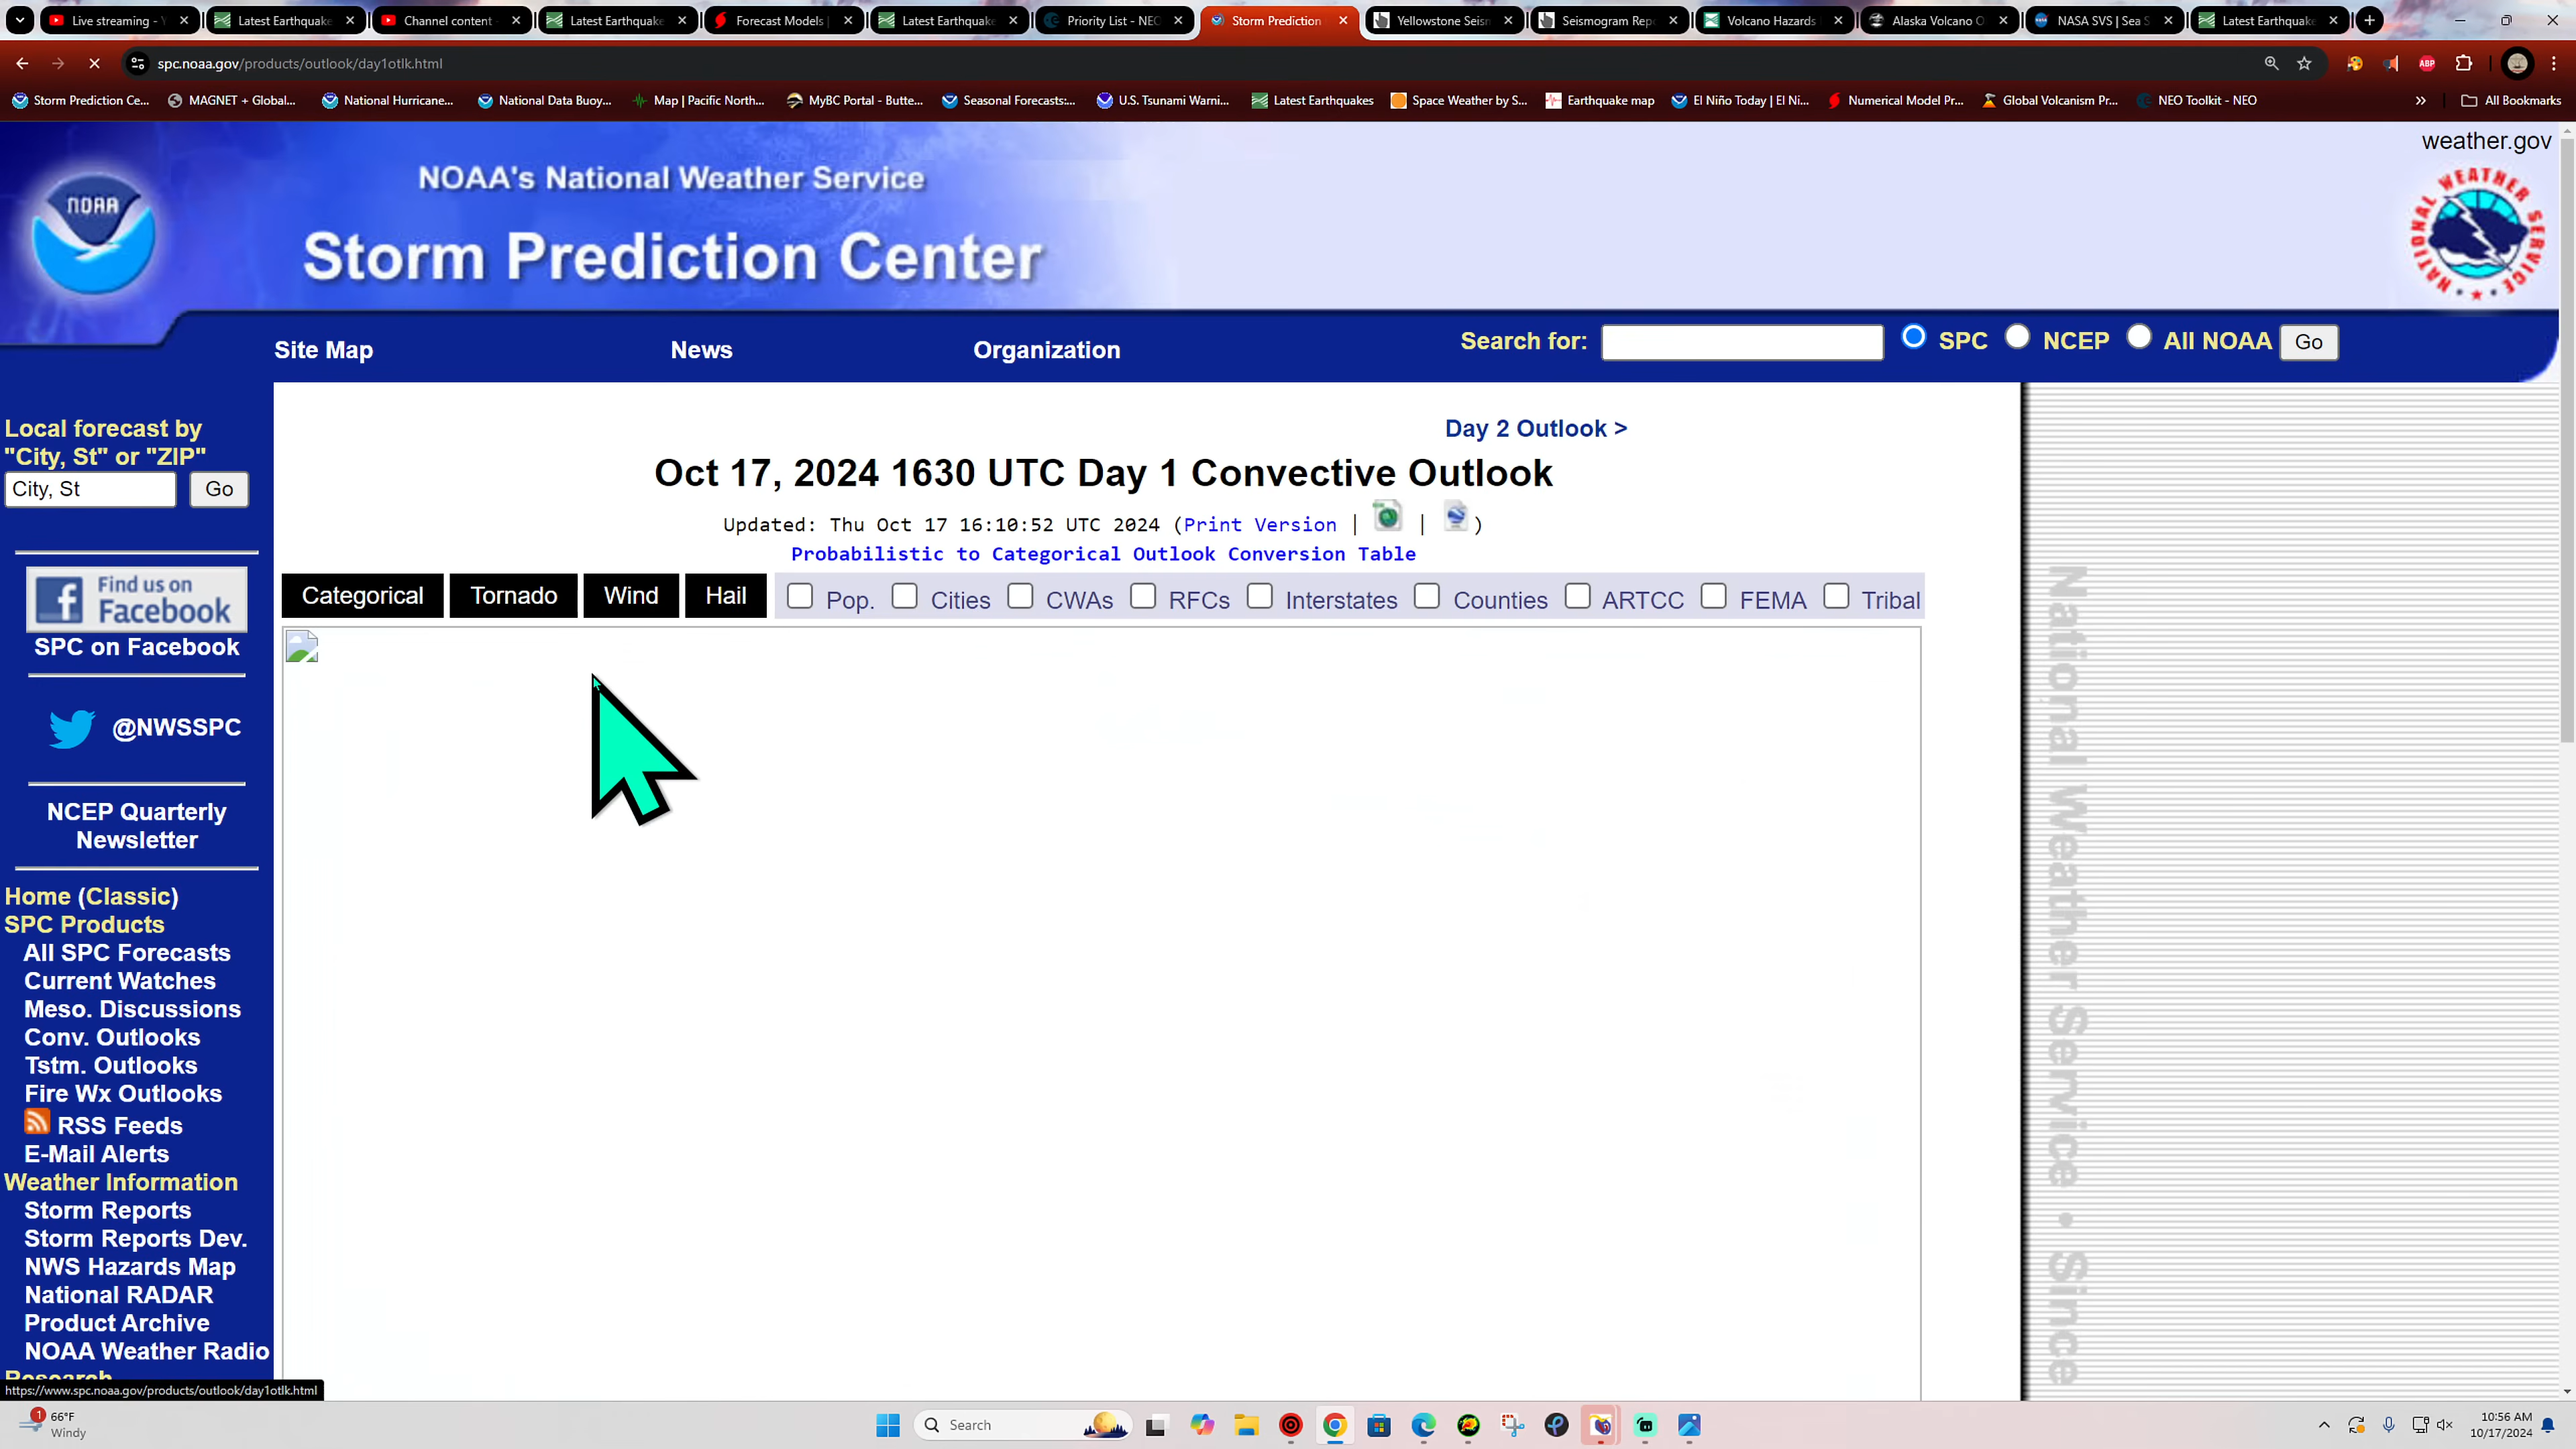 Live streaming - Y
Latest Earthquake
Channel content -
Latest Earthquake
Forecast Models |
Latest Earthquake
Priority List - NEO
Storm Prediction
Yellowstone Seism
Seismogram Repo
Volcano Hazards
Alaska Volcano O
NASA SVS | Sea S
Latest Earthquake
spc.noaa.gov/products/outlook/day1otlk.html
ABP
Storm Prediction Ce...
MAGNET + Global...
National Hurricane...
National Data Buoy...
Map | Pacific North...
MyBC Portal - Butte...
Seasonal Forecasts:...
U.S. Tsunami Warni...
Latest Earthquakes
Space Weather by S...
Earthquake map
El Niño Today | El Ni...
Numerical Model Pr...
Global Volcanism Pr...
NEO Toolkit - NEO
All Bookmarks
weather.gov
NOAA
NOAA's National Weather Service
Storm Prediction Center
NATIONAL WEATHER SERVICE
Site Map
News
Organization
Search for:
SPC
NCEP
All NOAA
Go
Local forecast by
"City, St" or "ZIP"
City, St
Go
Find us on
Facebook
SPC on Facebook
@NWSSPC
NCEP Quarterly
Newsletter
Home (Classic)
SPC Products
All SPC Forecasts
Current Watches
Meso. Discussions
Conv. Outlooks
Tstm. Outlooks
Fire Wx Outlooks
RSS Feeds
E-Mail Alerts
Weather Information
Storm Reports
Storm Reports Dev.
NWS Hazards Map
National RADAR
Product Archive
NOAA Weather Radio
Research
Day 2 Outlook >
Oct 17, 2024 1630 UTC Day 1 Convective Outlook
Updated: Thu Oct 17 16:10:52 UTC 2024 (Print Version | | )
Probabilistic to Categorical Outlook Conversion Table
Categorical
Tornado
Wind
Hail
Pop.
Cities
CWAs
RFCs
Interstates
Counties
ARTCC
FEMA
Tribal
National Weather Service • Since
https://www.spc.noaa.gov/products/outlook/day1otlk.html
1
66°F
Windy
Search
10:56 AM
10/17/2024